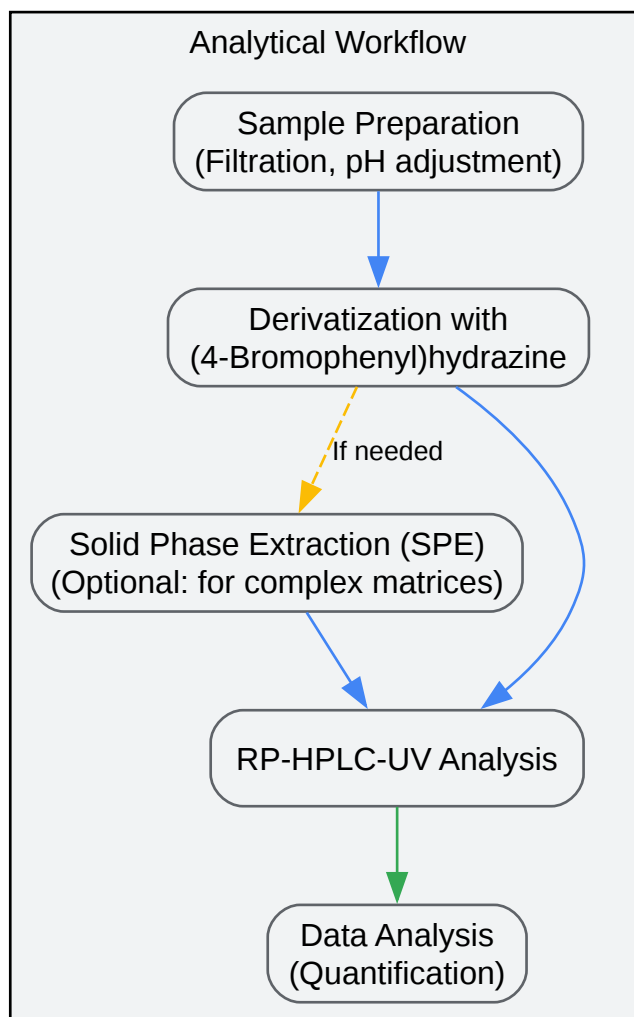 Analytical Workflow
Sample Preparation
(Filtration, pH adjustment)
Derivatization with
(4-Bromophenyl)hydrazine
If needed
Solid Phase Extraction (SPE)
(Optional: for complex matrices)
RP-HPLC-UV Analysis
Data Analysis
(Quantification)